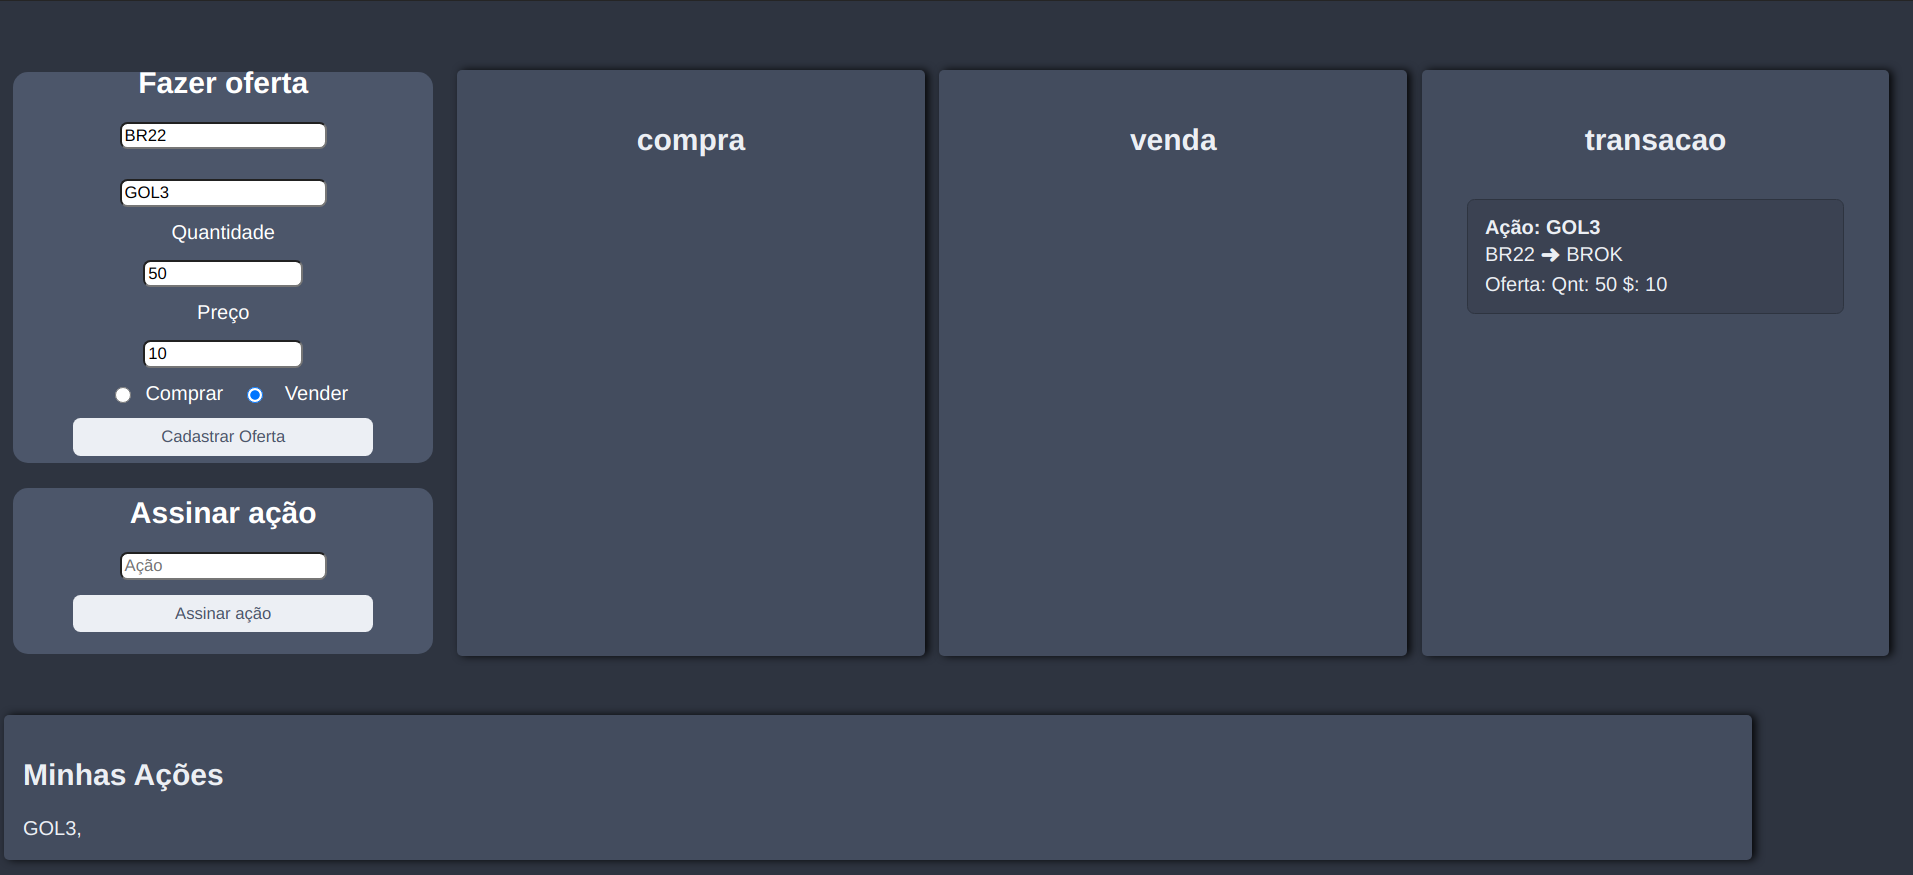 Fazer oferta
BR22
GOL3
Quantidade
50
Preço
10
Comprar Vender
Cadastrar Oferta
Assinar ação
Ação
Assinar ação
compra
venda
transacao
Ação: GOL3
BR22 ➜ BROK
Oferta: Qnt: 50 $: 10
Minhas Ações
GOL3,